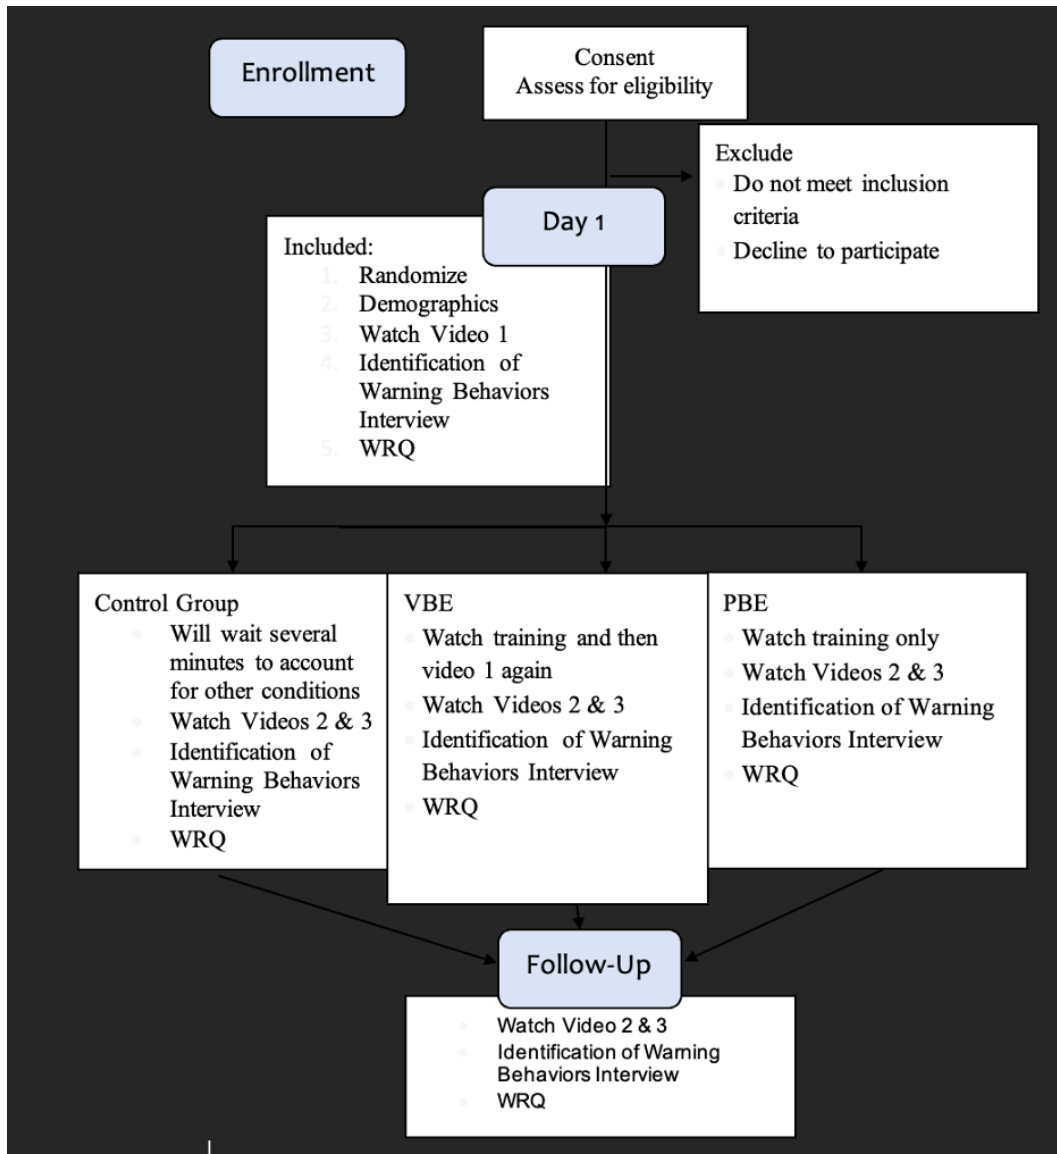 Enrollment
Consent
Assess for eligibility
Exclude
• Do not meet inclusion
criteria
• Decline to participate
Day 1
Included:
1. Randomize
2. Demographics
3. Watch Video 1
4. Identification of
Warning Behaviors
Interview
5. WRQ
Control Group
• Will wait several
minutes to account
for other conditions
• Watch Videos 2 & 3
• Identification of
Warning Behaviors
Interview
• WRQ
VBE
• Watch training and then
video 1 again
• Watch Videos 2 & 3
• Identification of Warning
Behaviors Interview
• WRQ
PBE
• Watch training only
• Watch Videos 2 & 3
• Identification of Warning
Behaviors Interview
• WRQ
Follow-Up
• Watch Video 2 & 3
• Identification of Warning
Behaviors Interview
• WRQ